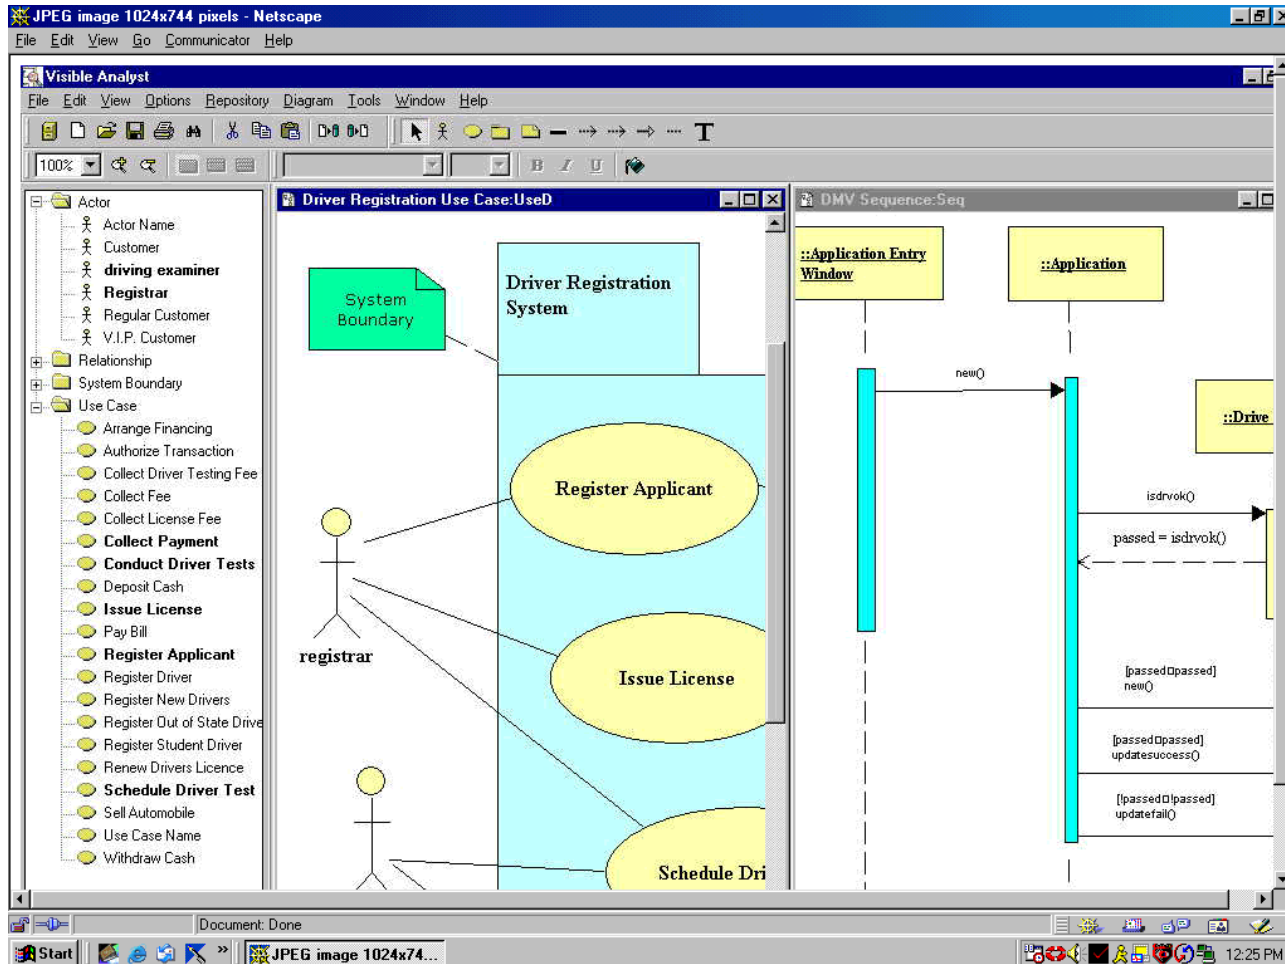 JPEG image 1024x744 pixels - Netscape
File Edit View Go Communicator Help
Visible Analyst
File Edit View Options Repository Diagram Tools Window Help
T
100%
B I U
Actor
Actor Name
Customer
driving examiner
Registrar
Regular Customer
V.I.P. Customer
Relationship
System Boundary
Use Case
Arrange Financing
Authorize Transaction
Collect Driver Testing Fee
Collect Fee
Collect License Fee
Collect Payment
Conduct Driver Tests
Deposit Cash
Issue License
Pay Bill
Register Applicant
Register Driver
Register New Drivers
Register Out of State Drive
Register Student Driver
Renew Drivers Licence
Schedule Driver Test
Sell Automobile
Use Case Name
Withdraw Cash
Driver Registration Use Case:UseD
System
Boundary
Driver Registration
System
Register Applicant
registrar
Issue License
Schedule Dri
DMV Sequence:Seq
::Application Entry
Window
::Application
new()
::Drive
isdrvok()
passed = isdrvok()
[passed▯passed]
new()
[passed▯passed]
updatesuccess()
[!passed▯!passed]
updatefail()
Document: Done
Start
»
JPEG image 1024x74...
12:25 PM